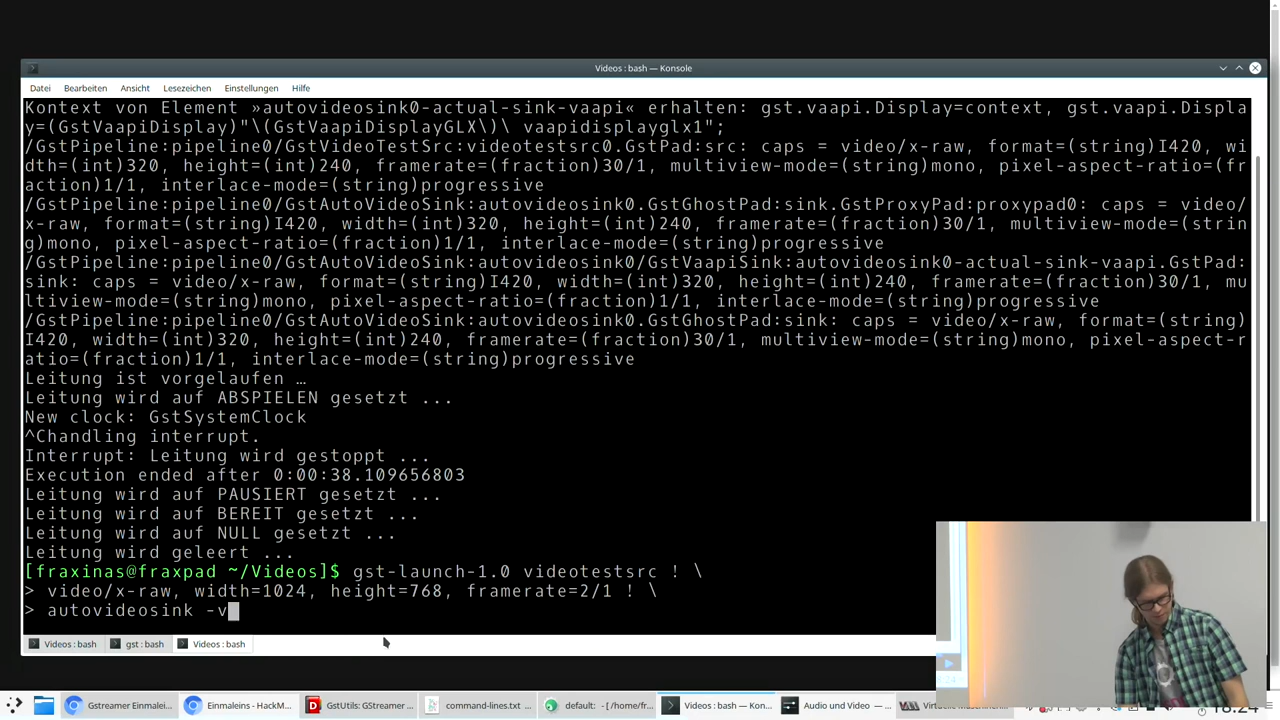 Videos : bash — Konsole
Datei Bearbeiten Ansicht Lesezeichen Einstellungen Hilfe
Kontext von Element »autovideosink0-actual-sink-vaapi« erhalten: gst.vaapi.Display=context, gst.vaapi.Displa
y=(GstVaapiDisplay)"\(GstVaapiDisplayGLX\)\ vaapidisplayglx1";
/GstPipeline:pipeline0/GstVideoTestSrc:videotestsrc0.GstPad:src: caps = video/x-raw, format=(string)I420, wi
dth=(int)320, height=(int)240, framerate=(fraction)30/1, multiview-mode=(string)mono, pixel-aspect-ratio=(fr
action)1/1, interlace-mode=(string)progressive
/GstPipeline:pipeline0/GstAutoVideoSink:autovideosink0.GstGhostPad:sink.GstProxyPad:proxypad0: caps = video/
x-raw, format=(string)I420, width=(int)320, height=(int)240, framerate=(fraction)30/1, multiview-mode=(strin
g)mono, pixel-aspect-ratio=(fraction)1/1, interlace-mode=(string)progressive
/GstPipeline:pipeline0/GstAutoVideoSink:autovideosink0/GstVaapiSink:autovideosink0-actual-sink-vaapi.GstPad:
sink: caps = video/x-raw, format=(string)I420, width=(int)320, height=(int)240, framerate=(fraction)30/1, mu
ltiview-mode=(string)mono, pixel-aspect-ratio=(fraction)1/1, interlace-mode=(string)progressive
/GstPipeline:pipeline0/GstAutoVideoSink:autovideosink0.GstGhostPad:sink: caps = video/x-raw, format=(string)
I420, width=(int)320, height=(int)240, framerate=(fraction)30/1, multiview-mode=(string)mono, pixel-aspect-r
atio=(fraction)1/1, interlace-mode=(string)progressive
Leitung ist vorgelaufen …
Leitung wird auf ABSPIELEN gesetzt ...
New clock: GstSystemClock
^Chandling interrupt.
Interrupt: Leitung wird gestoppt ...
Execution ended after 0:00:38.109656803
Leitung wird auf PAUSIERT gesetzt ...
Leitung wird auf BEREIT gesetzt ...
Leitung wird auf NULL gesetzt ...
Leitung wird geleert ...
[fraxinas@fraxpad ~/Videos]$ gst-launch-1.0 videotestsrc ! \
> video/x-raw, width=1024, height=768, framerate=2/1 ! \
> autovideosink -v
Videos : bash gst : bash Videos : bash
Gstreamer Einmalei... Einmaleins - HackM... GstUtils: GStreamer ... command-lines.txt ... default: - [/home/fr... Videos : bash — Kon... Audio und Video — ...